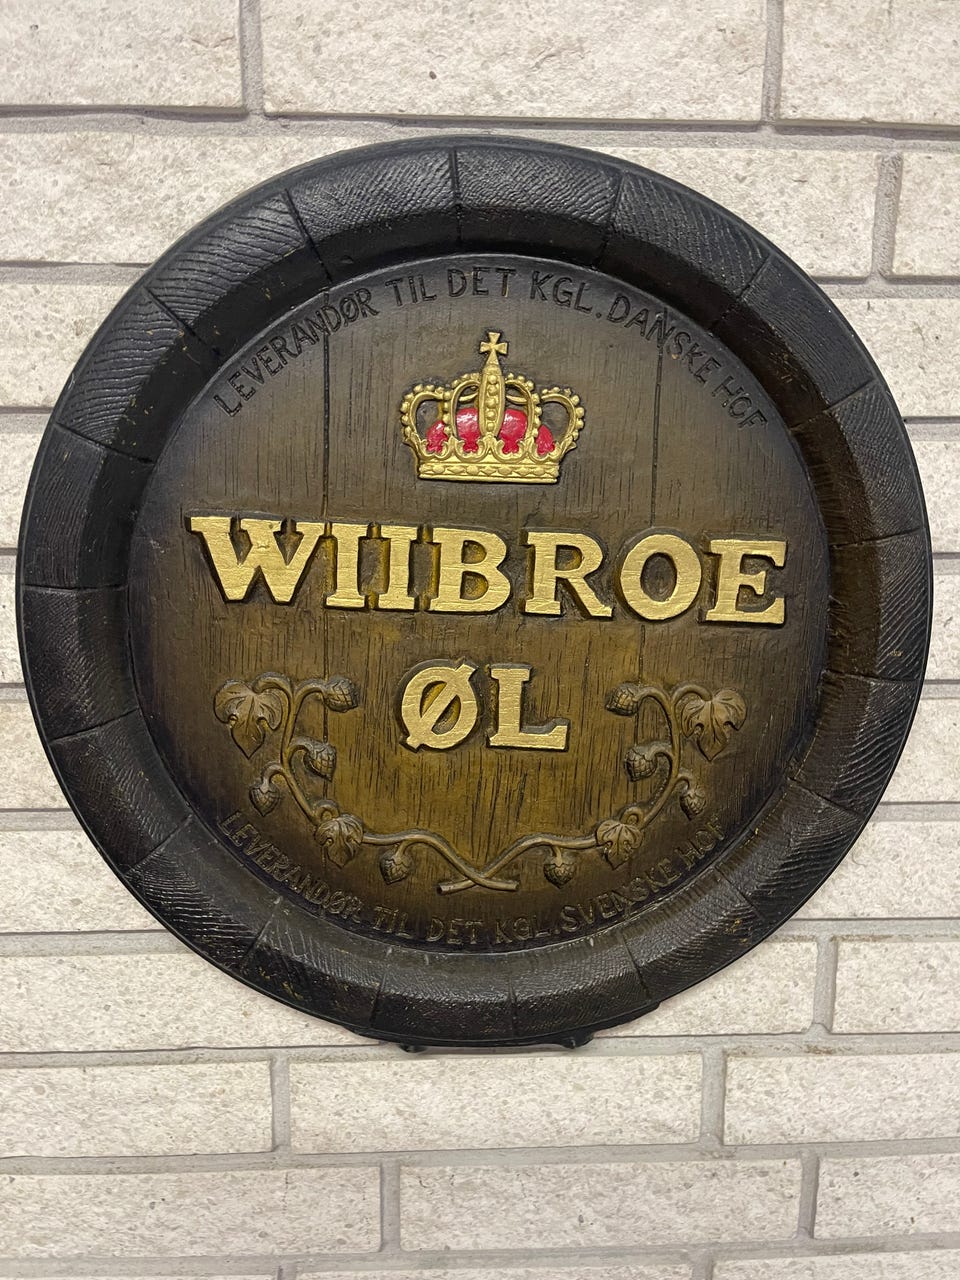 LEVERANDØR TIL DET KGL. DANSKE HOF
WIIBROE
ØL
LEVERANDØR TIL DET KGL. SVENSKE HOF